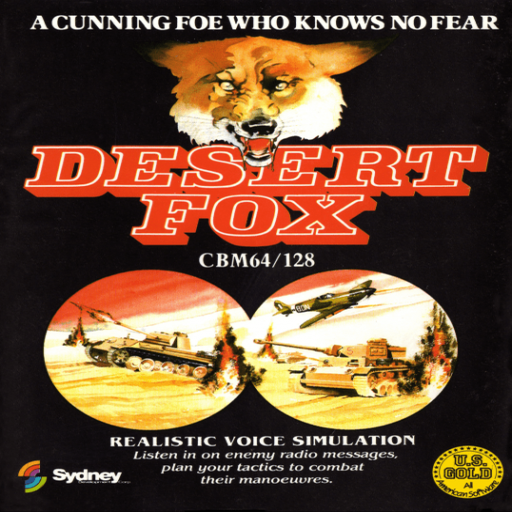 A CUNNING FOE WHO KNOWS NO FEAR
DESERT
FOX
CBM64/128
REALISTIC VOICE SIMULATION
Listen in on enemy radio messages,
plan your tactics to combat
their manoeuvres.
Sydney
U.S.
GOLD
All
American Software